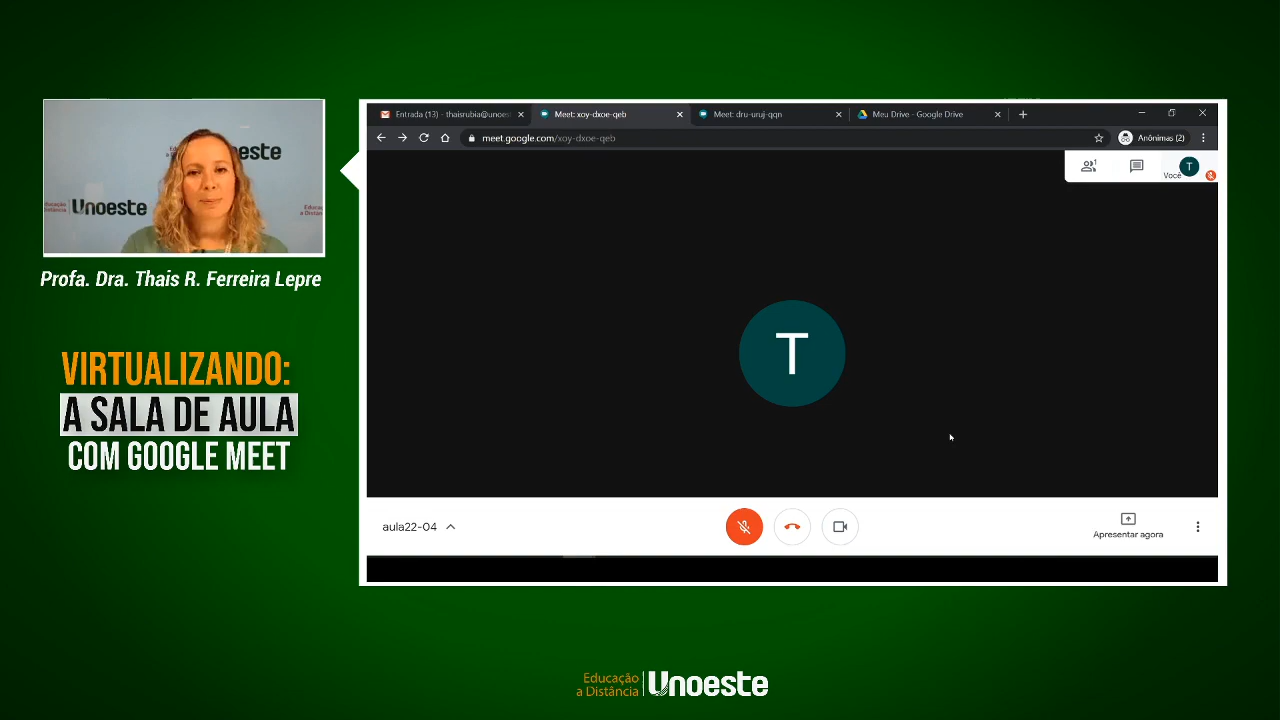 Unoeste
Unoeste
Profa. Dra. Thais R. Ferreira Lepre
VIRTUALIZANDO:
A SALA DE AULA
COM GOOGLE MEET
Entrada (13) - thaisrubia@unoes
Meet: xoy-dxoe-qeb
Meet: dru-uruj-qqn
Meu Drive - Google Drive
meet.google.com/xoy-dxoe-qeb
Anônimas (2)
1
T
Você
T
aula22-04
Apresentar agora
Educação
a Distância
Unoeste